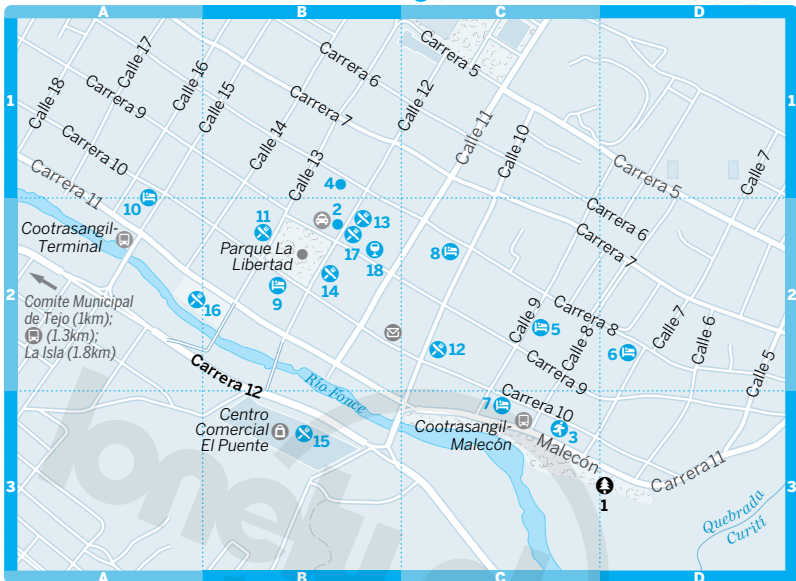 A
B
C
D
1
1
2
2
3
3
A
B
C
D
Calle 17
Calle 16
Calle 15
Calle 18
Carrera 9
Carrera 10
Carrera 11
Carrera 6
Carrera 7
Calle 14
Calle 13
Calle 12
Carrera 5
Calle 11
Calle 10
Carrera 5
Calle 7
Carrera 6
Carrera 7
4
10
11
2
13
17
18
8
Cootrasangil-
Terminal
Parque La
Libertad
14
9
16
Comite Municipal
de Tejo (1km);
(1.3km);
La Isla (1.8km)
12
Calle 9
5
Calle 8
Carrera 8
6
Calle 7
Calle 6
Calle 5
Carrera 9
Carrera 12
Río Fonce
Centro
Comercial
El Puente
15
7
Carrera 10
Cootrasangil-
Malecón
3
Malecón
Carrera 11
1
Quebrada
Curití
lonely pl